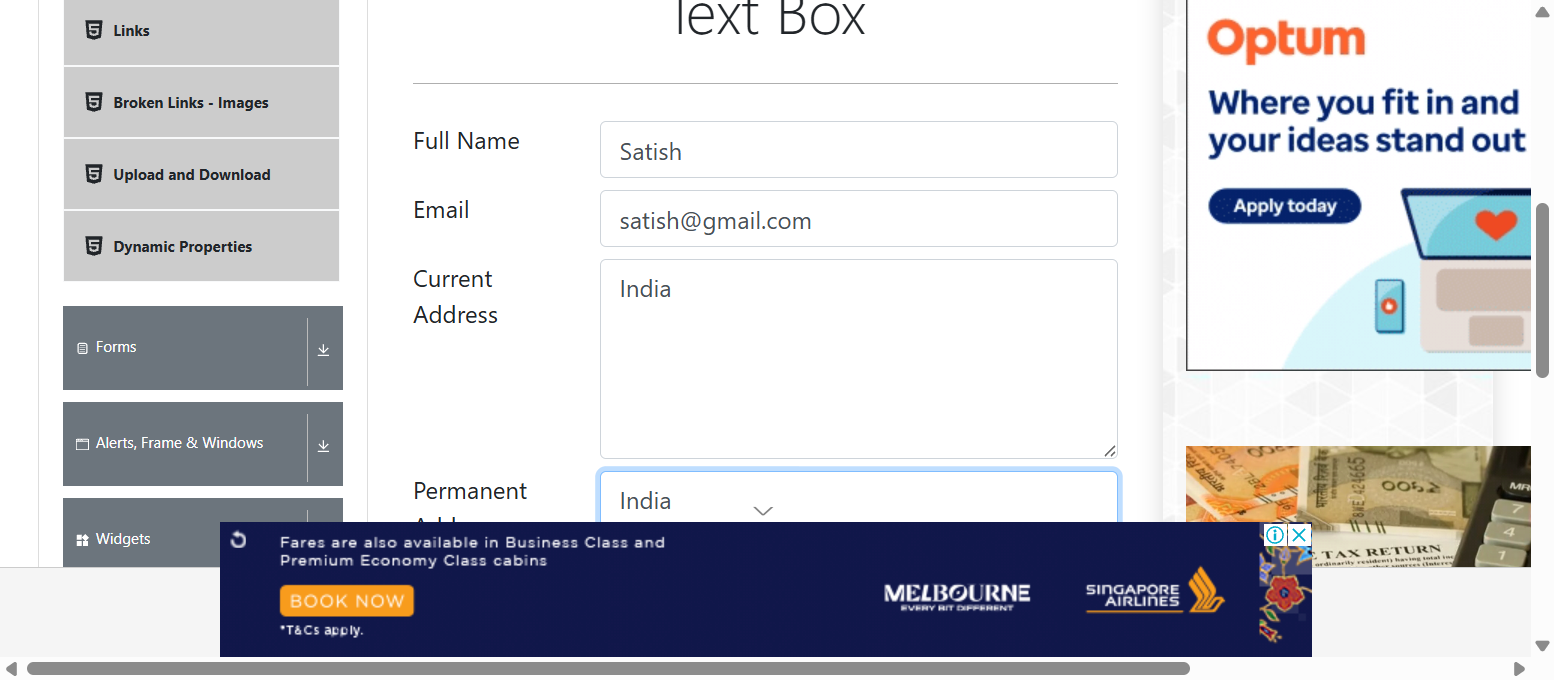 Links
Broken Links - Images
Upload and Download
Dynamic Properties
Forms
Alerts, Frame & Windows
Widgets
Text Box
Full Name
Satish
Email
satish@gmail.com
Current
Address
India
Permanent
India
Optum
Where you fit in and
your ideas stand out
Apply today
TAX RETURN
7
4
1
Fares are also available in Business Class and
Premium Economy Class cabins
BOOK NOW
*T&Cs apply.
MELBOURNE
EVERY BIT DIFFERENT
SINGAPORE
AIRLINES